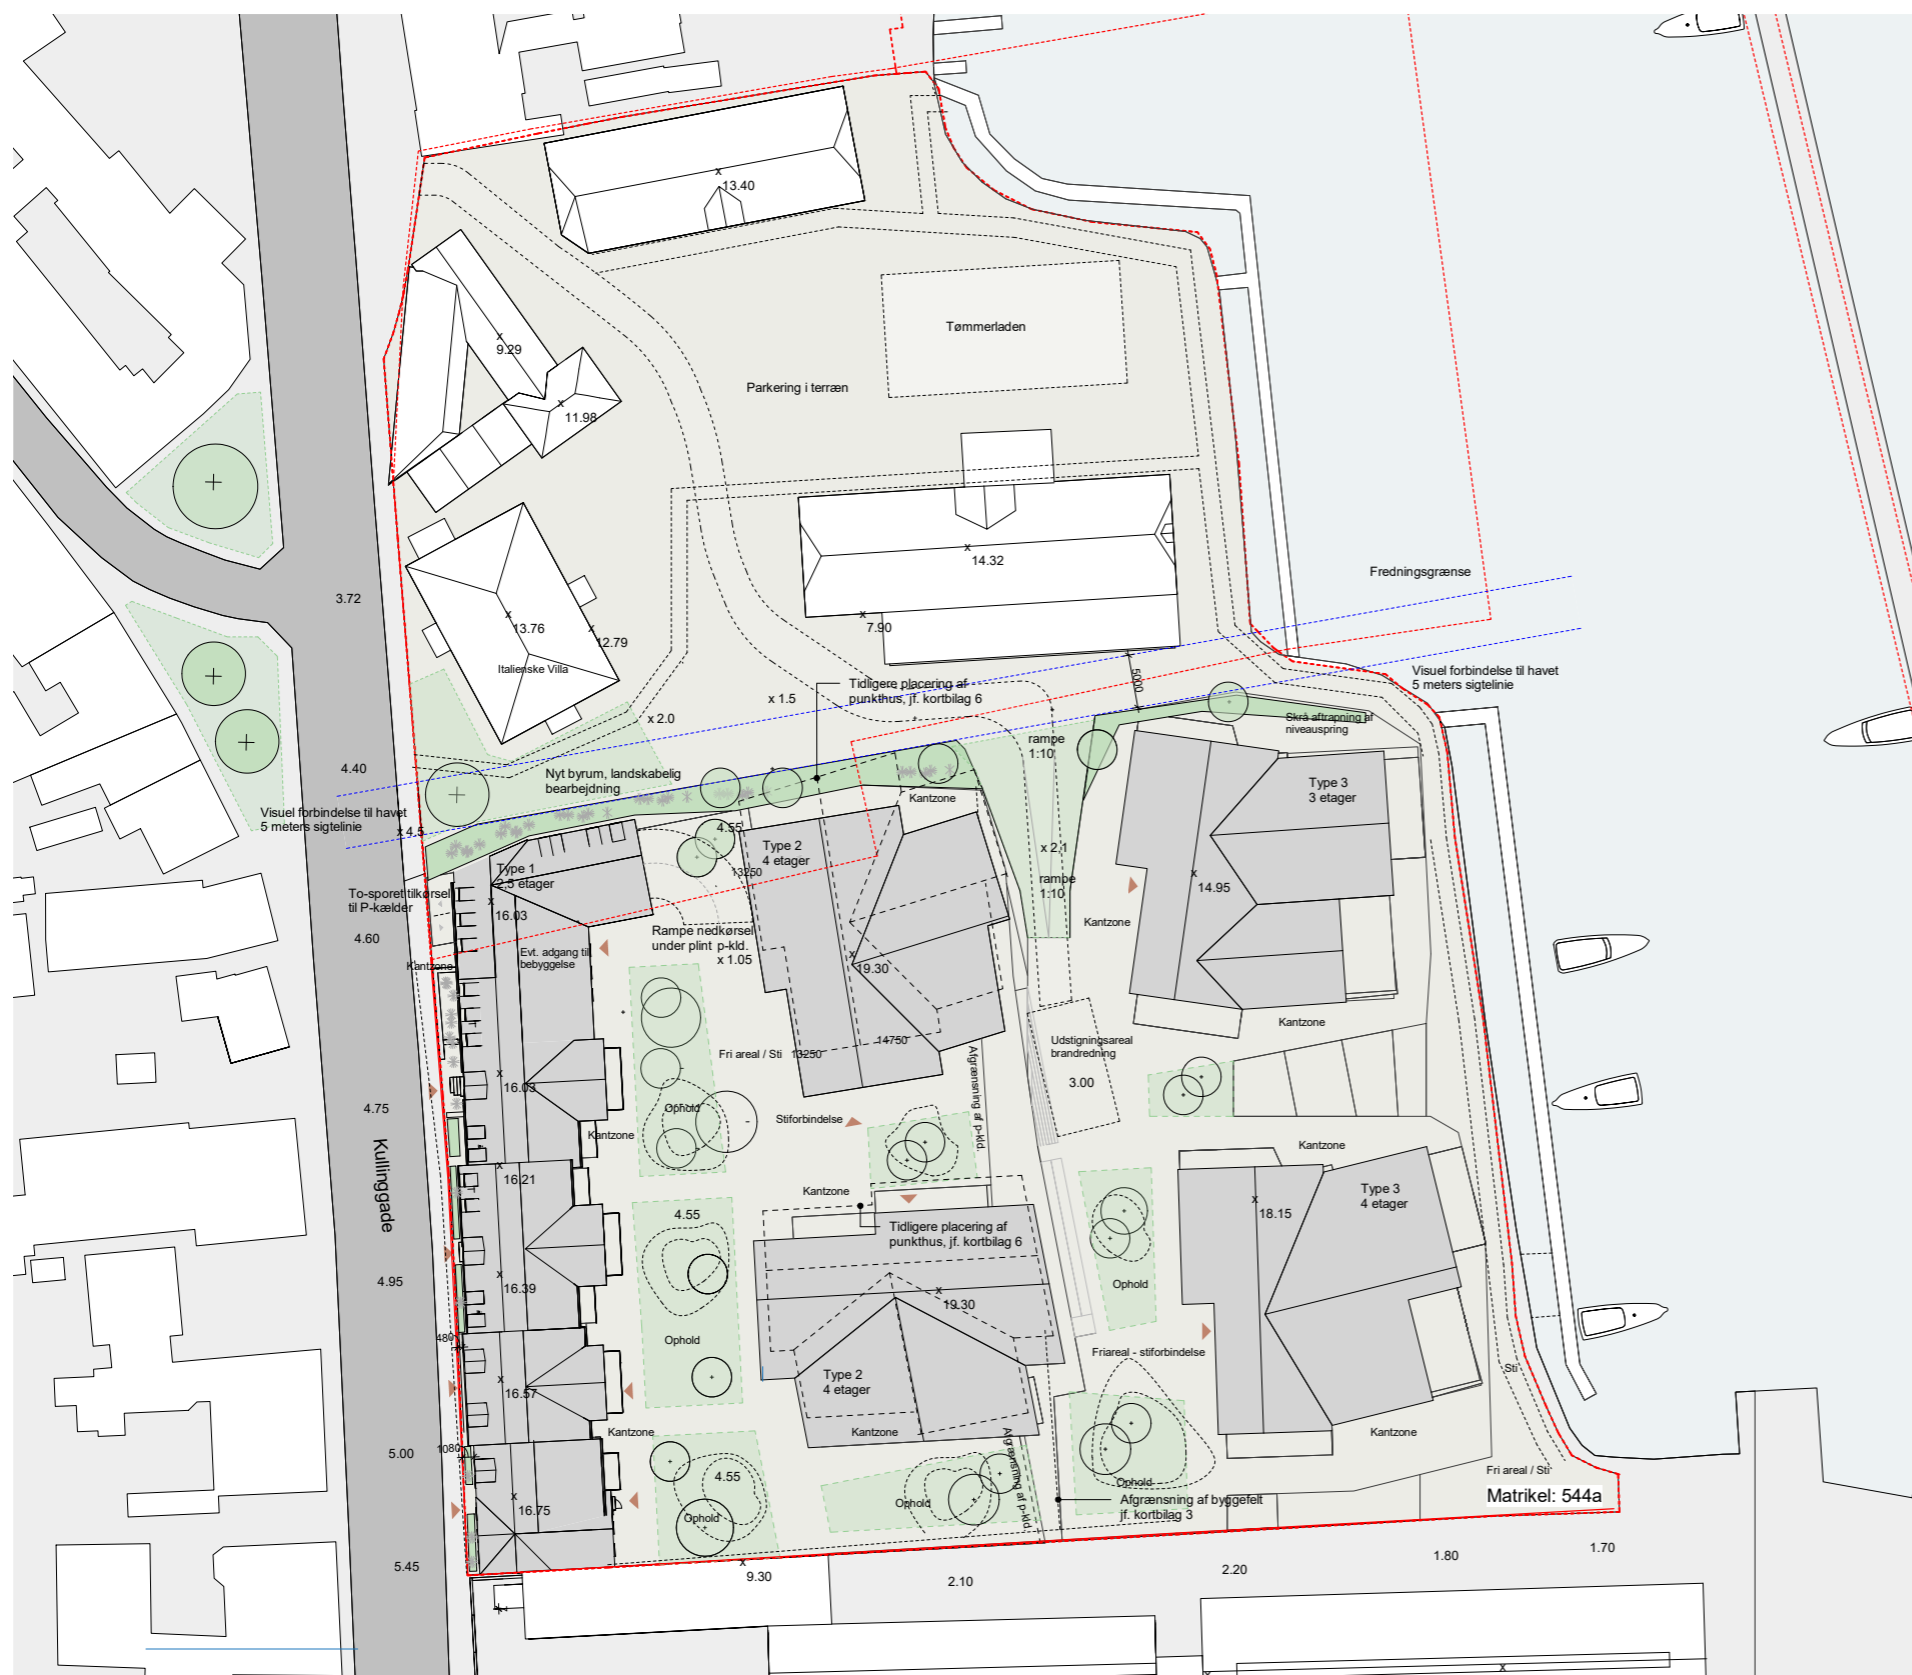 13.40
9.29
11.98
Tømmerladen
Parkering i terræn
14.32
7.90
Fredningsgrænse
3.72
13.76
12.79
Italienske Villa
x 2.0
x 1.5
Tidligere placering af
punkthus, jf. kortbilag 6
5000
Visuel forbindelse til havet
5 meters sigtelinie
Skrå aftrapning af
niveauspring
rampe
1:10
4.40
Nyt byrum, landskabelig
bearbejdning
Kantzone
Type 3
3 etager
Visuel forbindelse til havet
5 meters sigtelinie
x 4.5
4.55
Type 2
4 etager
13250
x 2.1
rampe
1:10
14.95
Type 1
2,5 etager
16.03
To-sporet tilkørsel
til P-kælder
4.60
Kantzone
Evt. adgang til
bebyggelse
Rampe nedkørsel
under plint p-kld.
x 1.05
19.30
Kantzone
Kantzone
Fri areal / Sti
13250
14750
Udstigningsareal
brandredning
3.00
Afgrænsning af p-kld.
16.03
Ophold
4.75
Kullinggade
Kantzone
Stiforbindelse
Kantzone
16.21
Kantzone
Type 3
4 etager
18.15
4.55
Tidligere placering af
punkthus, jf. kortbilag 6
4.95
16.39
19.30
Ophold
480
Ophold
Friareal - stiforbindelse
Sti
16.57
Type 2
4 etager
Kantzone
Kantzone
Kantzone
5.00
1080
4.55
16.75
Ophold
Ophold
Afgrænsning af p-kld
Ophold
Afgrænsning af byggefelt
jf. kortbilag 3
Fri areal / Sti
Matrikel: 544a
5.45
9.30
2.10
2.20
1.80
1.70